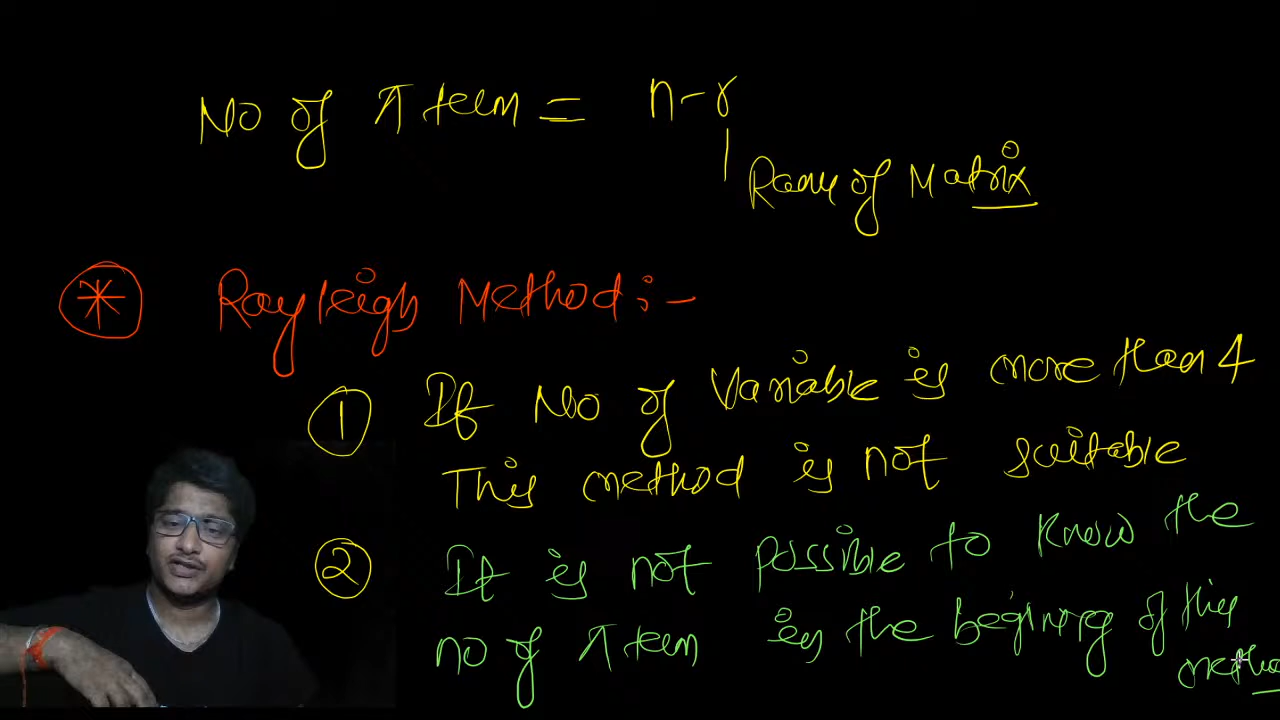 No of π term = n-r
Rank of Matrix
* Rayleigh Method :-
① If No of Variable is more than 4
This method is not suitable
② It is not possible to know the
no of π term in the beginning of this
metho